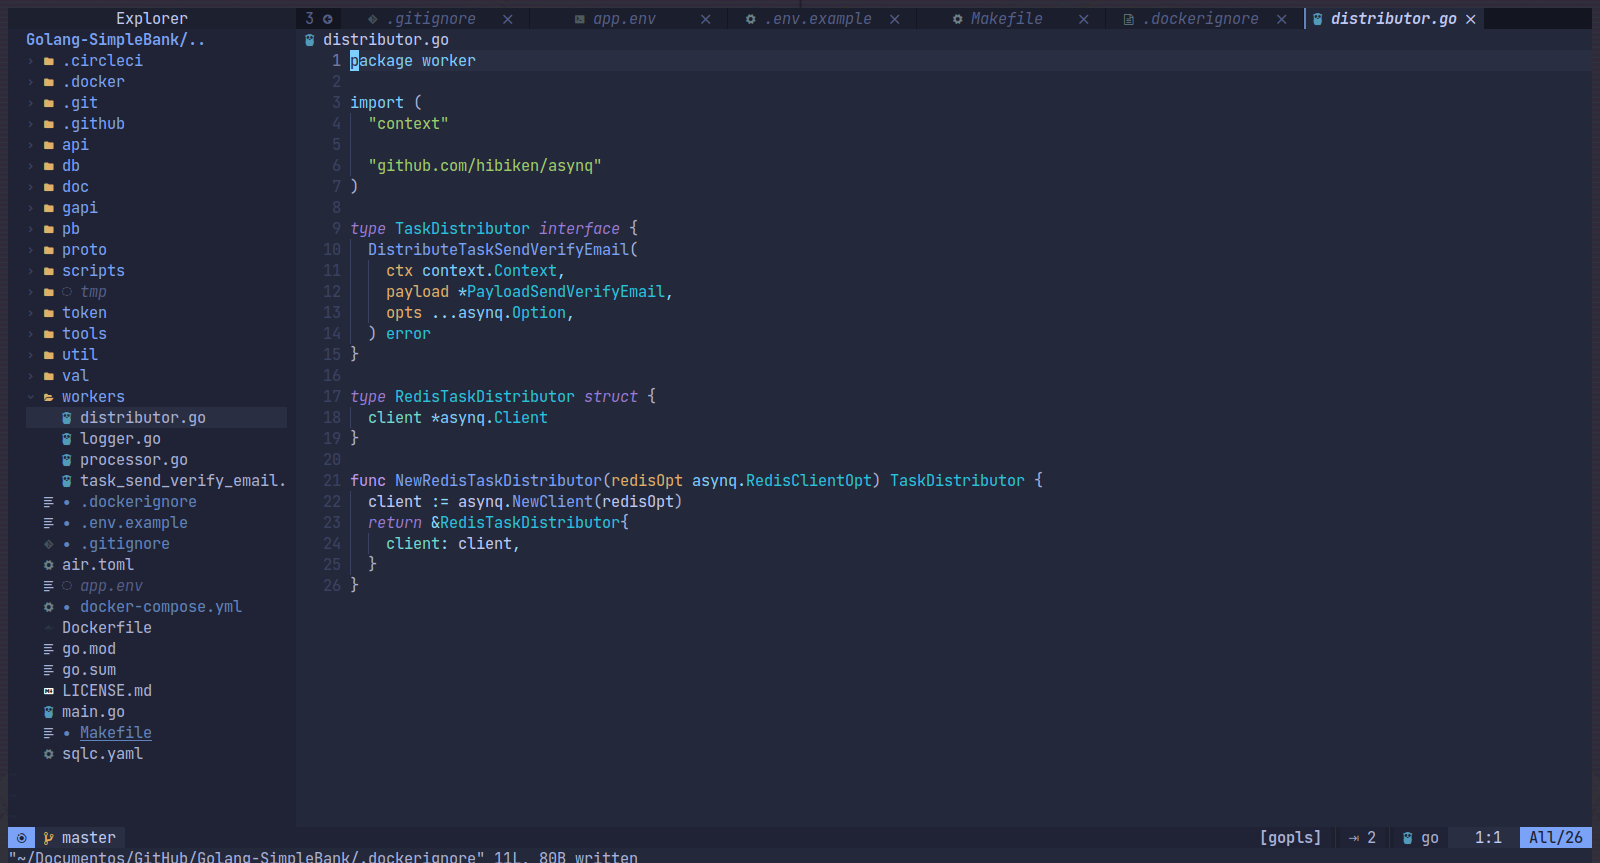 Explorer
3 .gitignore × app.env × .env.example × Makefile × .dockerignore × distributor.go ×
Golang-SimpleBank/..
.circleci
.docker
.git
.github
api
db
doc
gapi
pb
proto
scripts
tmp
token
tools
util
val
workers
distributor.go
logger.go
processor.go
task_send_verify_email.
.dockerignore
.env.example
.gitignore
air.toml
app.env
docker-compose.yml
Dockerfile
go.mod
go.sum
LICENSE.md
main.go
Makefile
sqlc.yaml
distributor.go
1 package worker
2
3 import (
4 "context"
5
6 "github.com/hibiken/asynq"
7 )
8
9 type TaskDistributor interface {
10 DistributeTaskSendVerifyEmail(
11 ctx context.Context,
12 payload *PayloadSendVerifyEmail,
13 opts ...asynq.Option,
14 ) error
15 }
16
17 type RedisTaskDistributor struct {
18 client *asynq.Client
19 }
20
21 func NewRedisTaskDistributor(redisOpt asynq.RedisClientOpt) TaskDistributor {
22 client := asynq.NewClient(redisOpt)
23 return &RedisTaskDistributor{
24 client: client,
25 }
26 }
master [gopls] 2 go 1:1 All/26
"~/Documentos/GitHub/Golang-SimpleBank/.dockerignore" 11L, 80B written